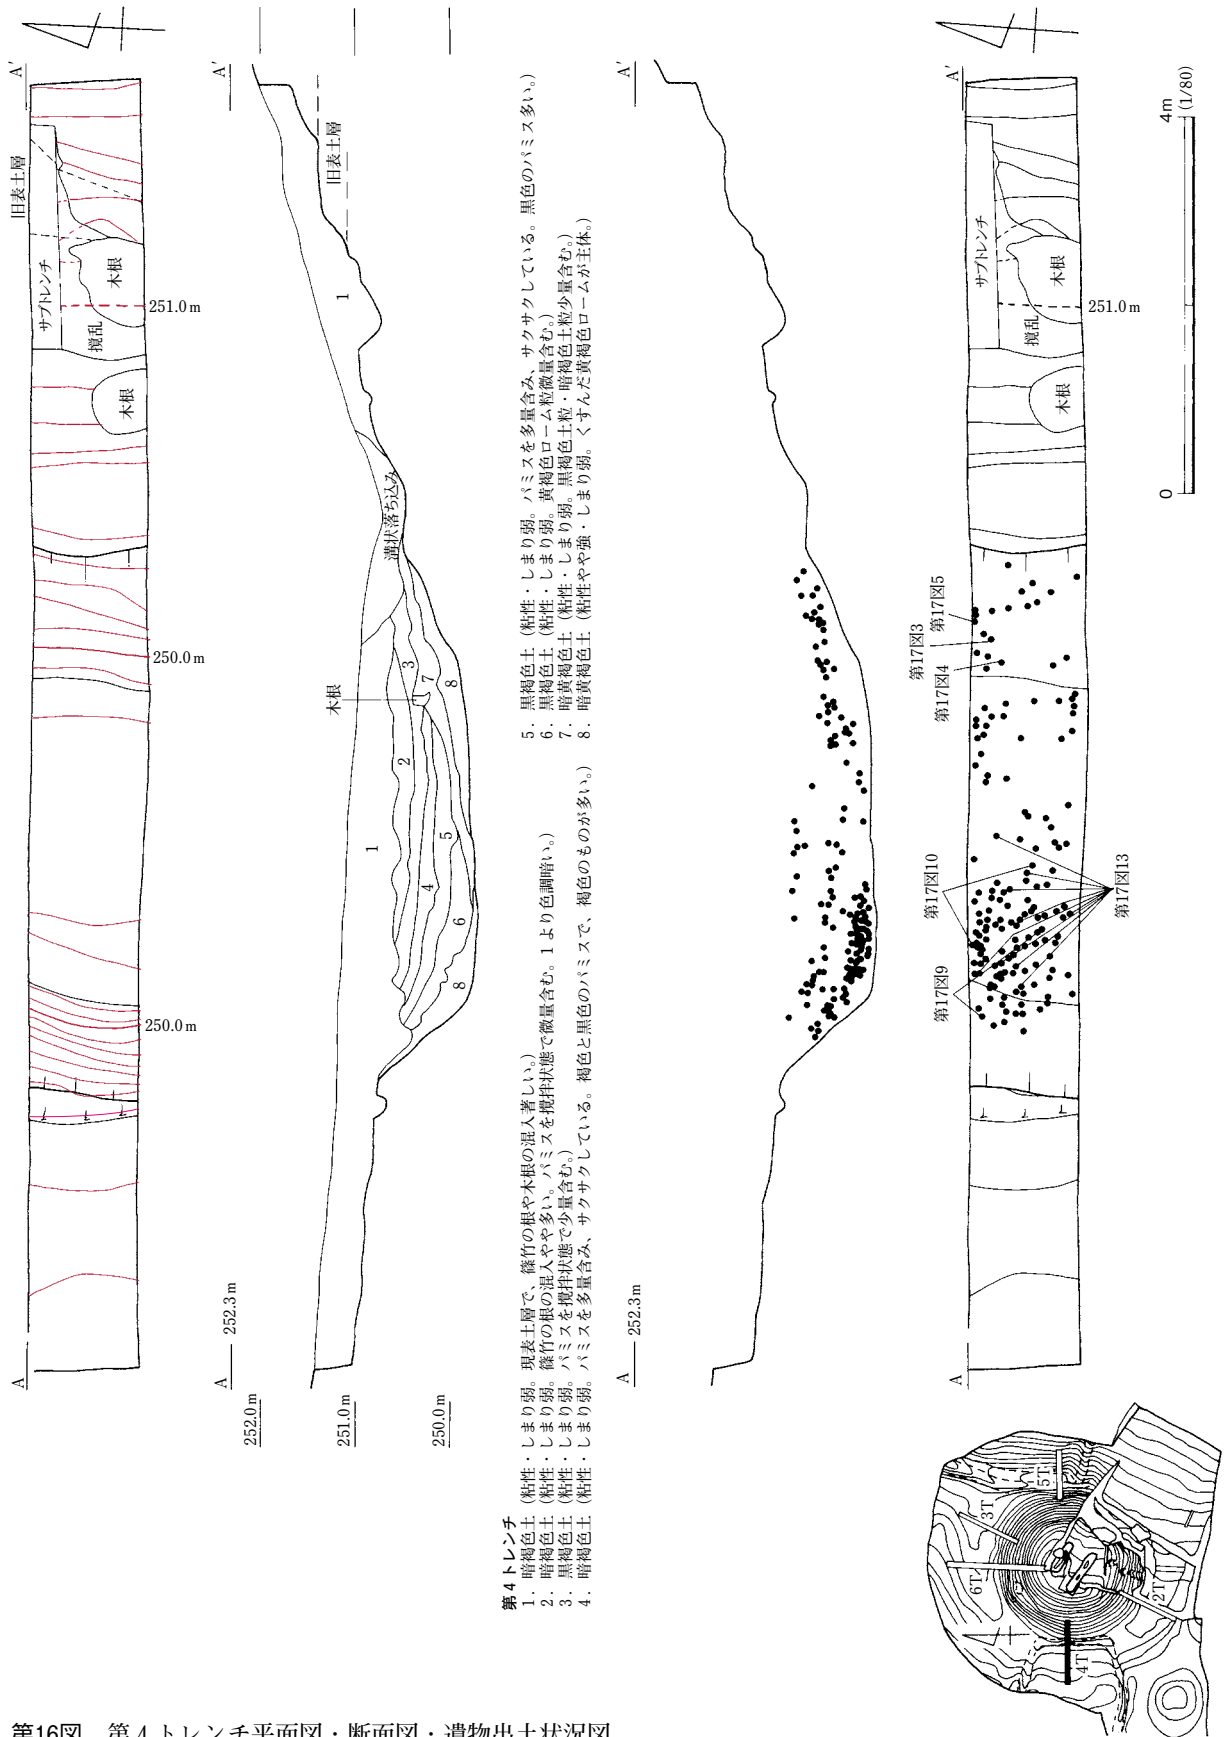 A
A′
旧表土層
サブトレンチ
木根
撹乱
木根
251.0m
250.0m
250.0m
A
252.3m
A′
252.0m
251.0m
250.0m
旧表土層
1
溝状落ち込み
木根
1
2
3
4
5
6
7
8
8
第4トレンチ
1. 暗褐色土(粘性・しまり弱。現表土層で、篠竹の根や木根の混入著しい。)
2. 暗褐色土(粘性・しまり弱。篠竹の根の混入やや多い。パミスを攪拌状態で微量含む。1より色調暗い。)
3. 黒褐色土(粘性・しまり弱。パミスを攪拌状態で少量含む。)
4. 暗褐色土(粘性・しまり弱。パミスを多量含み、サクサクしている。褐色と黒色のパミスで、褐色のものが多い。)
5. 黒褐色土(粘性・しまり弱。パミスを多量含み、サクサクしている。黒色のパミス多い。)
6. 黒褐色土(粘性・しまり弱。黄褐色ローム粒微量含む。)
7. 暗黄褐色土(粘性・しまり弱。黒褐色土粒・暗褐色土粒少量含む。)
8. 暗黄褐色土(粘性やや強・しまり弱。くすんだ黄褐色ロームが主体。)
A
252.3m
A′
A
A′
サブトレンチ
木根
撹乱
木根
251.0m
第17図3
第17図5
第17図4
第17図10
第17図9
第17図13
0
4m
(1/80)
2T
3T
4T
5T
6T
第16図 第4トレンチ平面図・断面図・遺物出土状況図